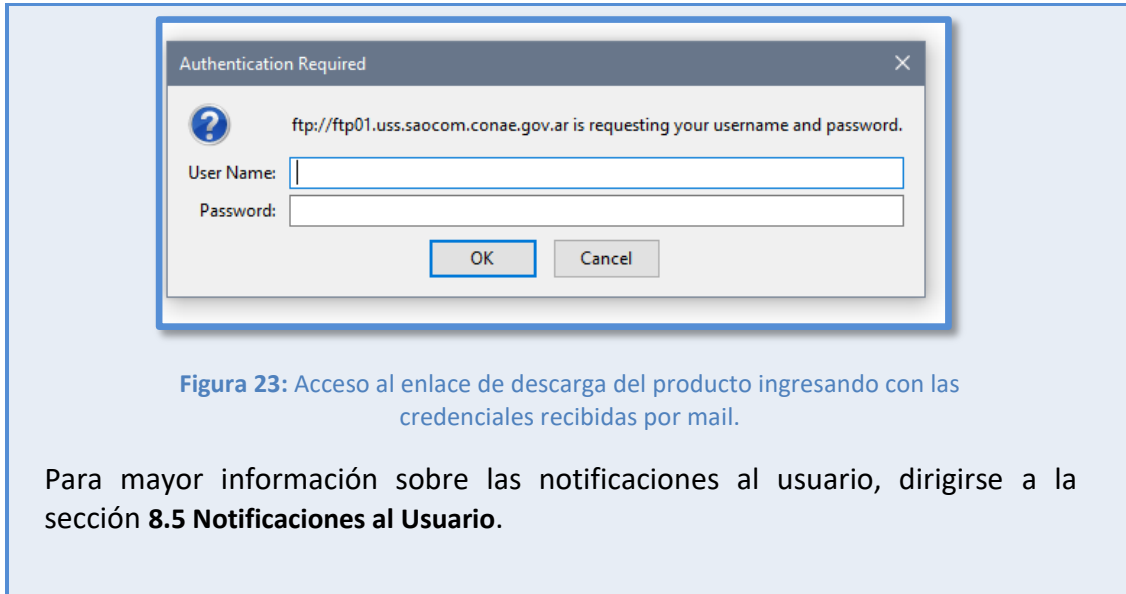 Authentication Required
ftp://ftp01.uss.saocom.conae.gov.ar is requesting your username and password.
User Name:
Password:
OK Cancel
Figura 23: Acceso al enlace de descarga del producto ingresando con las
credenciales recibidas por mail.
Para mayor información sobre las notificaciones al usuario, dirigirse a la
sección 8.5 Notificaciones al Usuario.